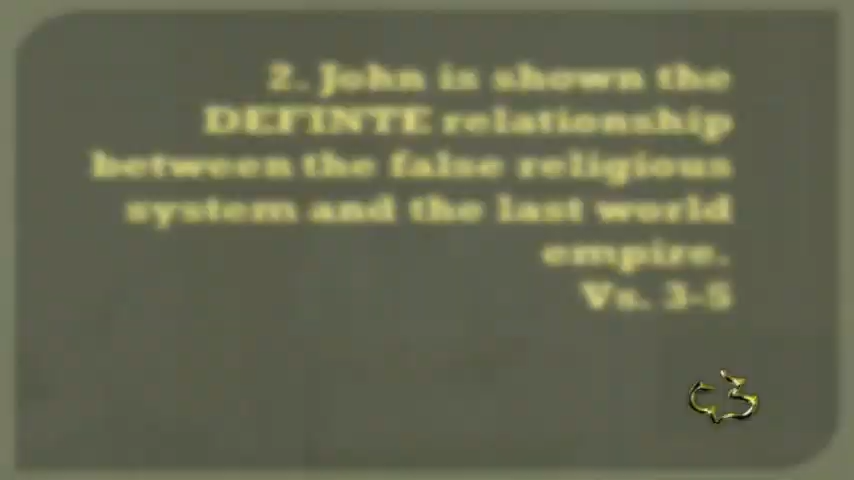 2. John is shown the
DEFINTE relationship
between the false religious
system and the last world
empire.
Vs. 3-5